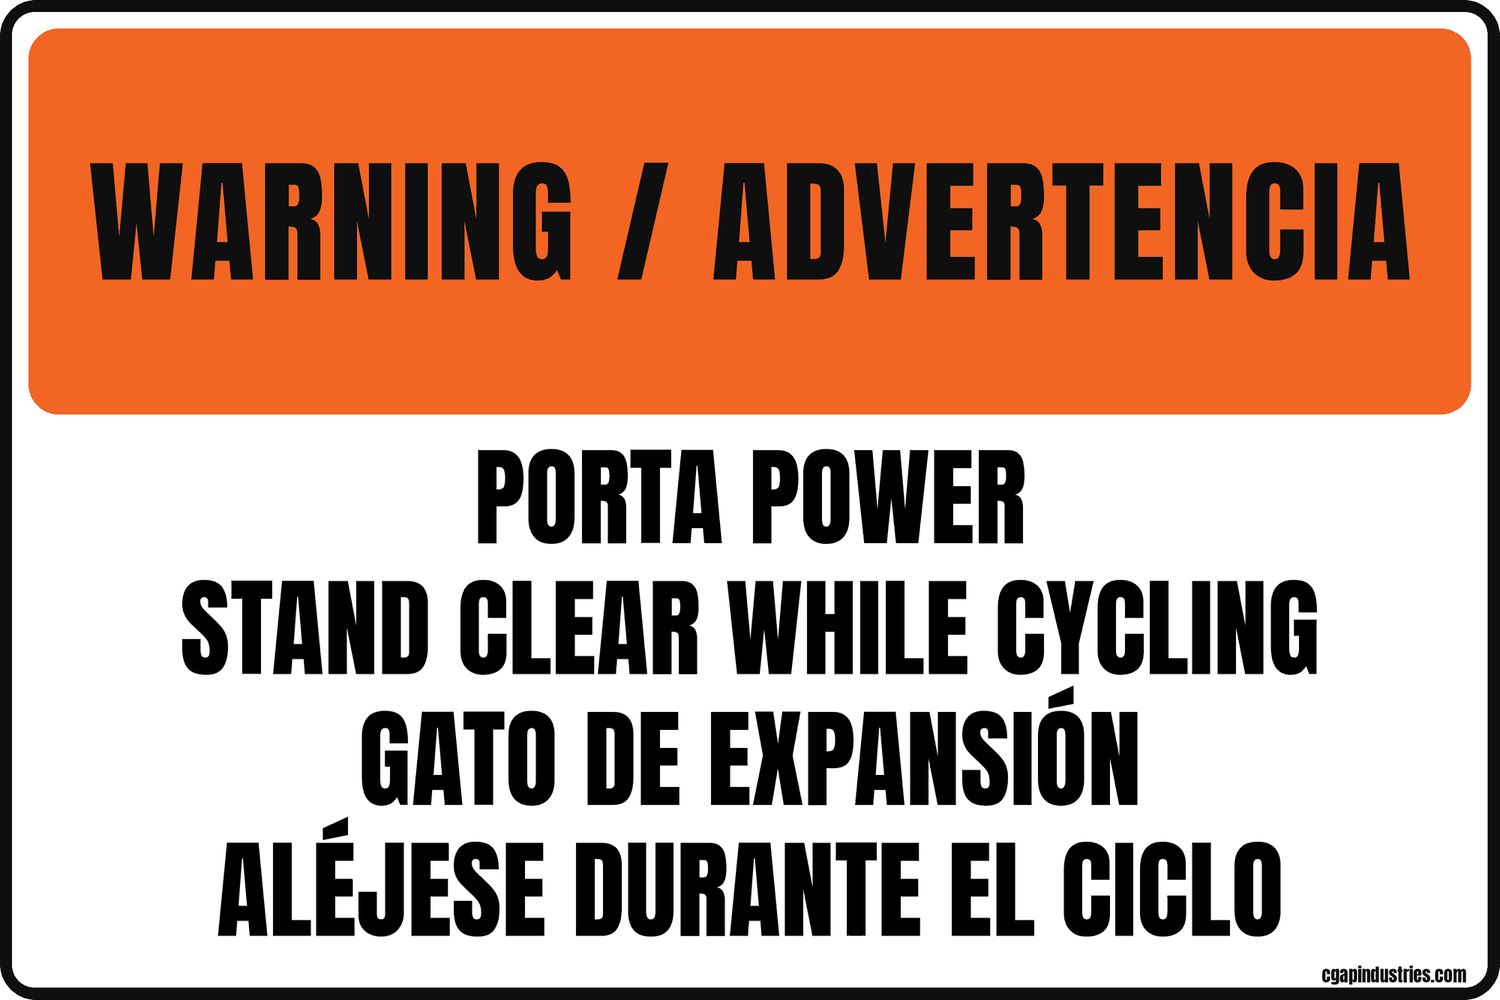 WARNING / ADVERTENCIA
PORTA POWER
STAND CLEAR WHILE CYCLING
GATO DE EXPANSIÓN
ALÉJESE DURANTE EL CICLO
cgapindustries.com